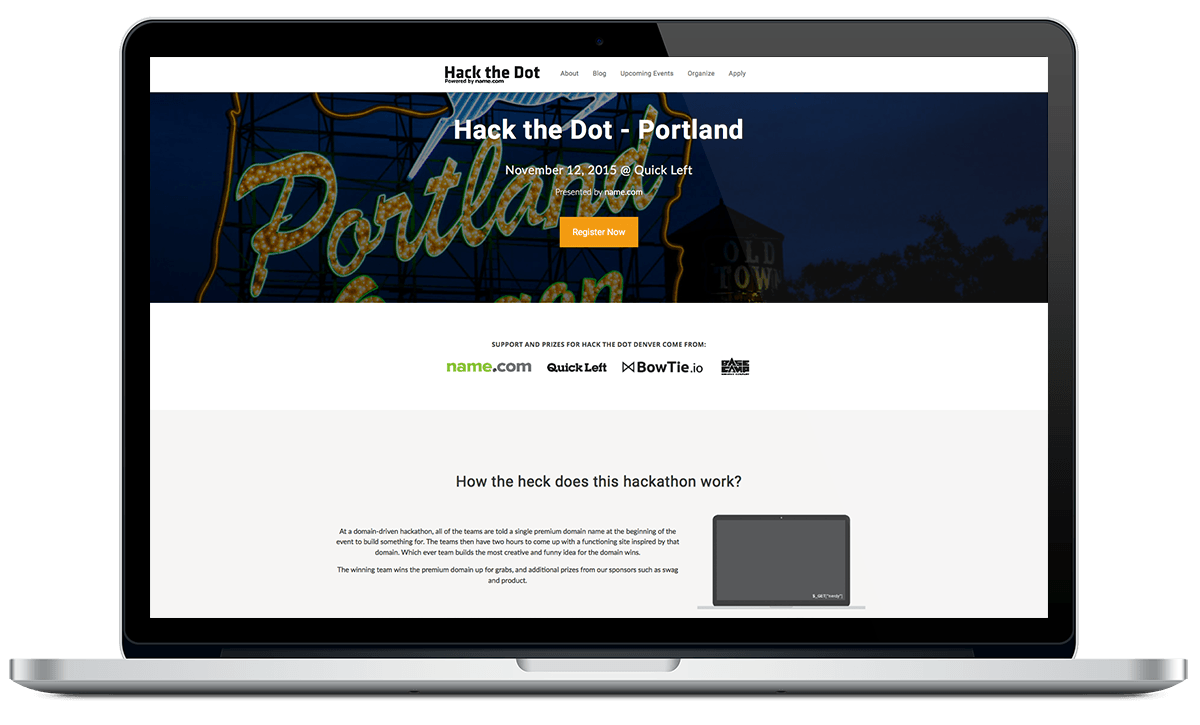 Hack the Dot
Powered by name.com
About Blog Upcoming Events Organize Apply
Portland
Oregon
OLD
TOWN
Hack the Dot - Portland
November 12, 2015 @ Quick Left
Presented by name.com
Register Now
SUPPORT AND PRIZES FOR HACK THE DOT DENVER COME FROM:
name.com Quick Left BowTie.io BASE CAMP
How the heck does this hackathon work?
At a domain-driven hackathon, all of the teams are told a single premium domain name at the beginning of the
event to build something for. The teams then have two hours to come up with a functioning site inspired by that
domain. Which ever team builds the most creative and funny idea for the domain wins.
The winning team wins the premium domain up for grabs, and additional prizes from our sponsors such as swag
and product.